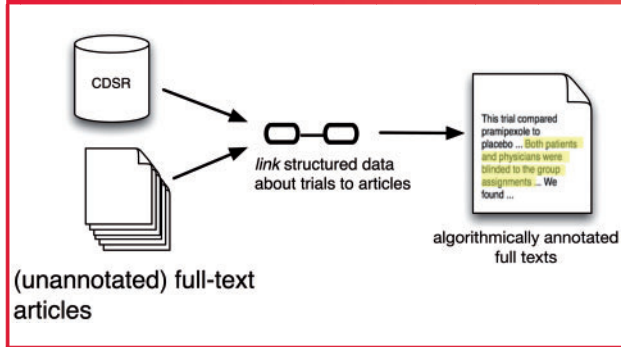 CDSR
(unannotated) full-text
articles
link structured data
about trials to articles
This trial compared
pramipexole to
placebo ... Both patients
and physicians were
blinded to the group
assignments ... We
found ...
algorithmically annotated
full texts